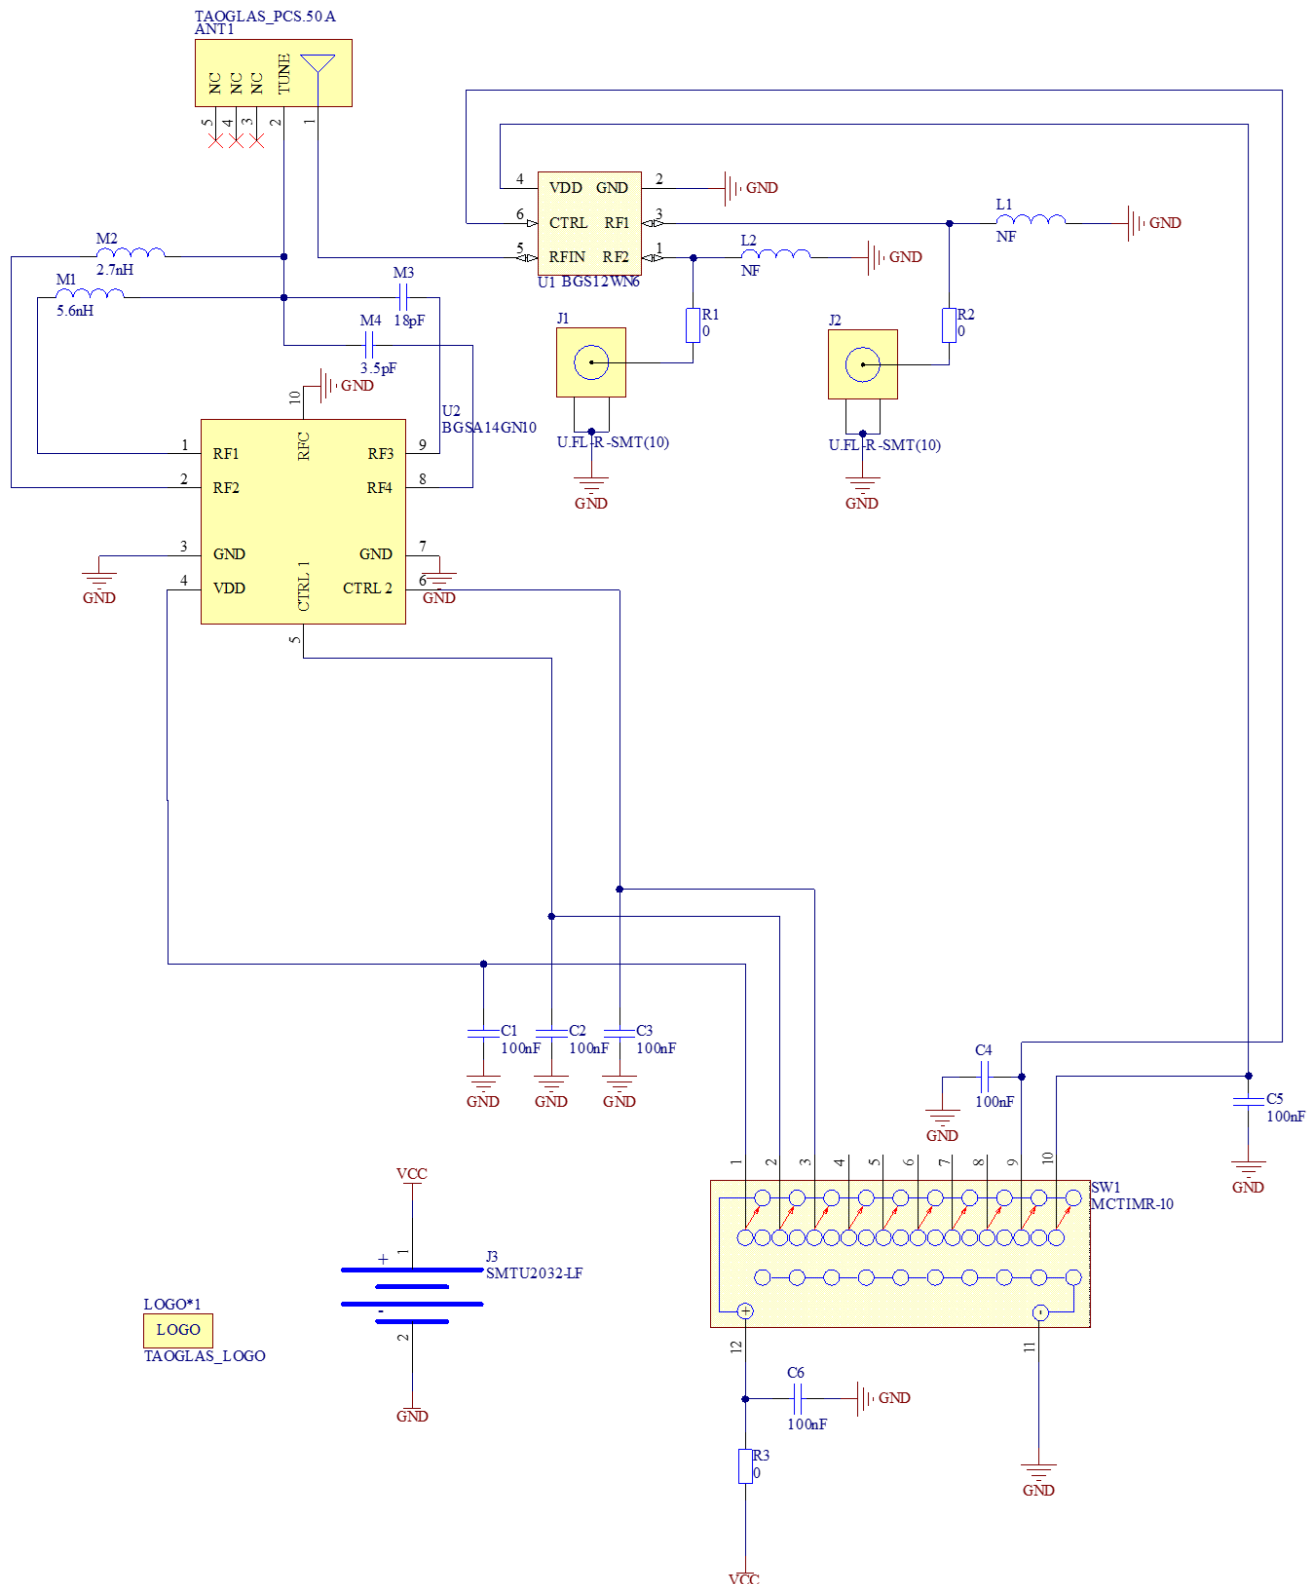 TAOGLAS_PCS.50A
ANT1
NC
NC
NC
TUNE
5
4
3
2
1
4
VDD
GND
2
GND
6
CTRL
RF1
3
L1
NF
GND
5
RFIN
RF2
1
L2
NF
GND
U1
BGS12WN6
M2
2.7nH
M1
5.6nH
M3
18pF
M4
3.5pF
J1
R1
0
J2
R2
0
U.FL-R-SMT(10)
GND
U.FL-R-SMT(10)
GND
10
GND
U2
BGSA14GN10
RFC
1
RF1
RF3
9
2
RF2
RF4
8
3
GND
GND
7
4
VDD
CTRL 1
CTRL 2
6
GND
GND
5
C1
100nF
C2
100nF
C3
100nF
GND
GND
GND
C4
100nF
GND
C5
100nF
GND
1
2
3
4
5
6
7
8
9
10
SW1
MCTIMR-10
+
-
12
11
VCC
1
+
J3
SMTU2032-LF
-
2
GND
LOGO*1
LOGO
TAOGLAS_LOGO
C6
100nF
GND
R3
0
GND
VCC